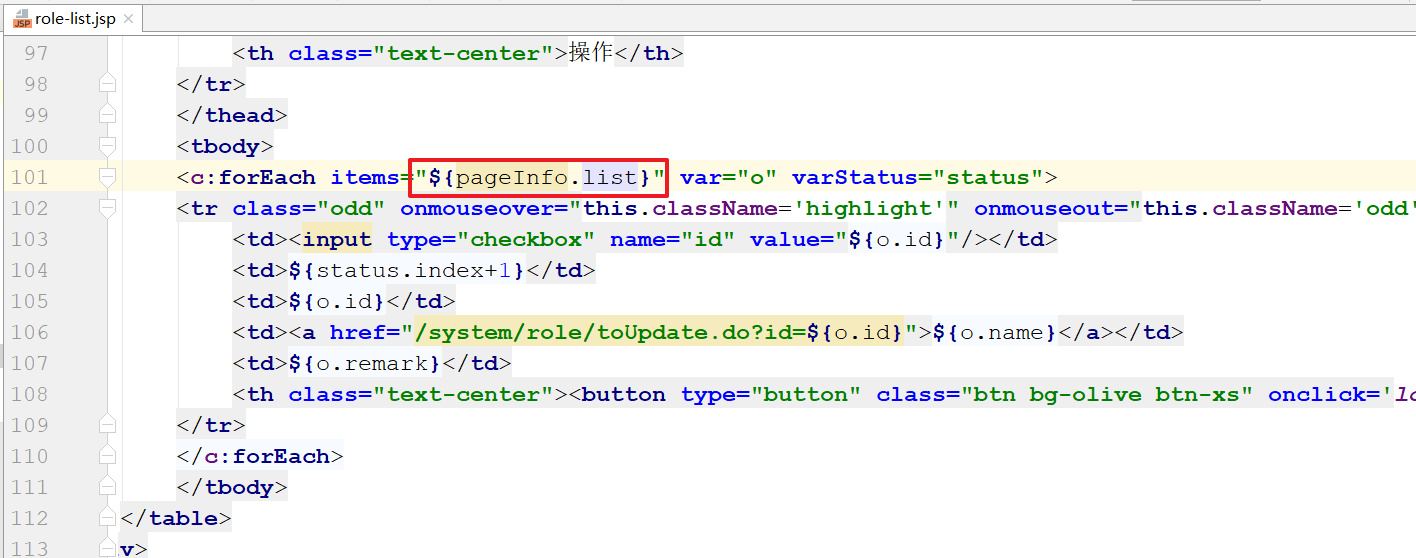 JSP role-list.jsp ×
97 <th class="text-center">操作</th>
98 </tr>
99 </thead>
100 <tbody>
101 <c:forEach items="${pageInfo.list}" var="o" varStatus="status">
102 <tr class="odd" onmouseover="this.className='highlight'" onmouseout="this.className='odd'
103 <td><input type="checkbox" name="id" value="${o.id}"/></td>
104 <td>${status.index+1}</td>
105 <td>${o.id}</td>
106 <td><a href="/system/role/toUpdate.do?id=${o.id}">${o.name}</a></td>
107 <td>${o.remark}</td>
108 <th class="text-center"><button type="button" class="btn bg-olive btn-xs" onclick='lo
109 </tr>
110 </c:forEach>
111 </tbody>
112 </table>
113 v>